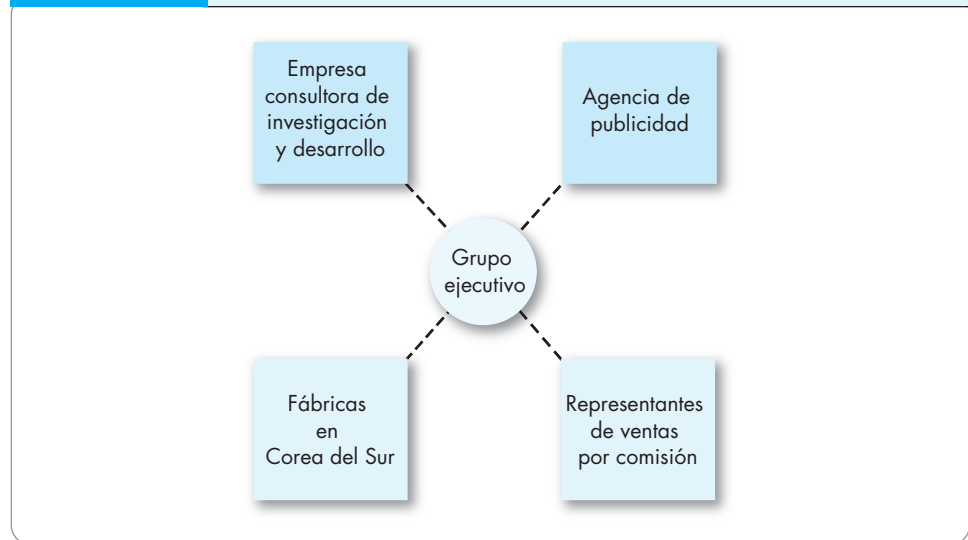 Empresa
consultora de
investigación
y desarrollo
Agencia de
publicidad
Grupo
ejecutivo
Fábricas
en
Corea del Sur
Representantes
de ventas
por comisión